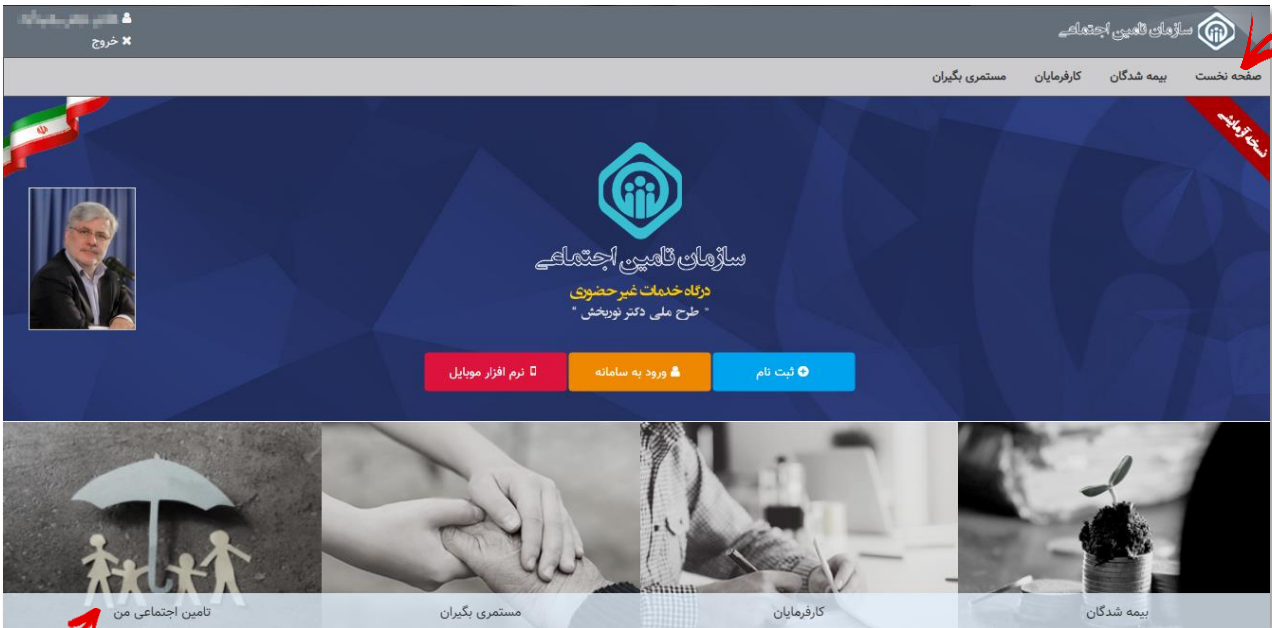 سازمان تامین اجتماعی
خروج
صفحه نخست
بیمه شدگان
کارفرمایان
مستمری بگیران
نسخه آزمایشی
سازمان تامین اجتماعی
درگاه خدمات غیر حضوری
" طرح ملی دکتر نوربخش "
ثبت نام
ورود به سامانه
نرم افزار موبایل
بیمه شدگان
کارفرمایان
مستمری بگیران
تامین اجتماعی من